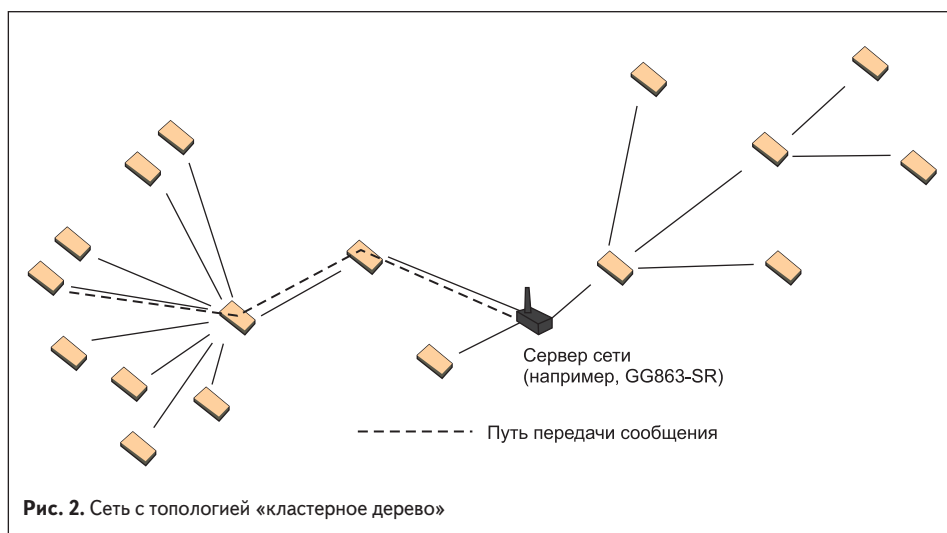 Сервер сети
(например, GG863-SR)
Путь передачи сообщения
Рис. 2. Сеть с топологией «кластерное дерево»